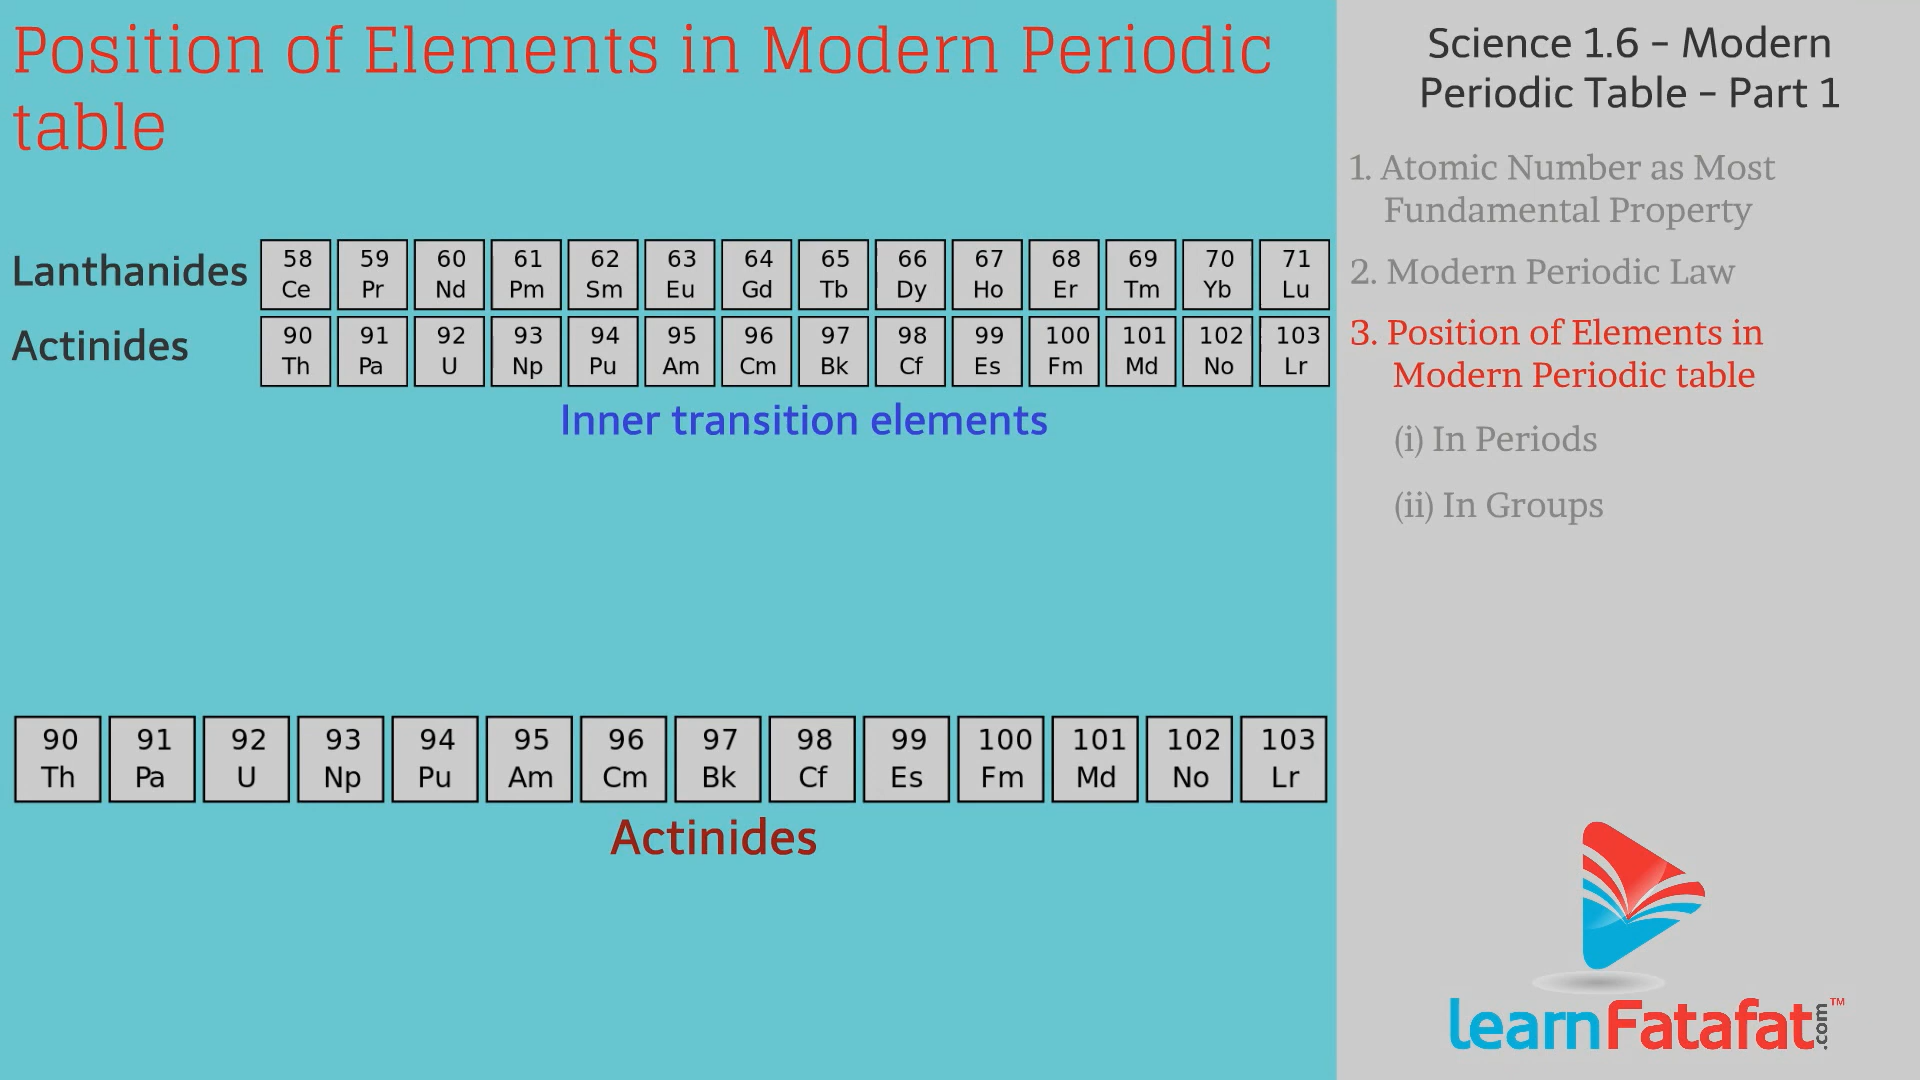 Position of Elements in Modern Periodic
table
Lanthanides
58 59 60 61 62 63 64 65 66 67 68 69 70 71
Ce Pr Nd Pm Sm Eu Gd Tb Dy Ho Er Tm Yb Lu
Actinides
90 91 92 93 94 95 96 97 98 99 100 101 102 103
Th Pa U Np Pu Am Cm Bk Cf Es Fm Md No Lr
Inner transition elements
90 91 92 93 94 95 96 97 98 99 100 101 102 103
Th Pa U Np Pu Am Cm Bk Cf Es Fm Md No Lr
Actinides
Science 1.6 – Modern
Periodic Table – Part 1
1. Atomic Number as Most
Fundamental Property
2. Modern Periodic Law
3. Position of Elements in
Modern Periodic table
(i) In Periods
(ii) In Groups
learnFatafat.com™